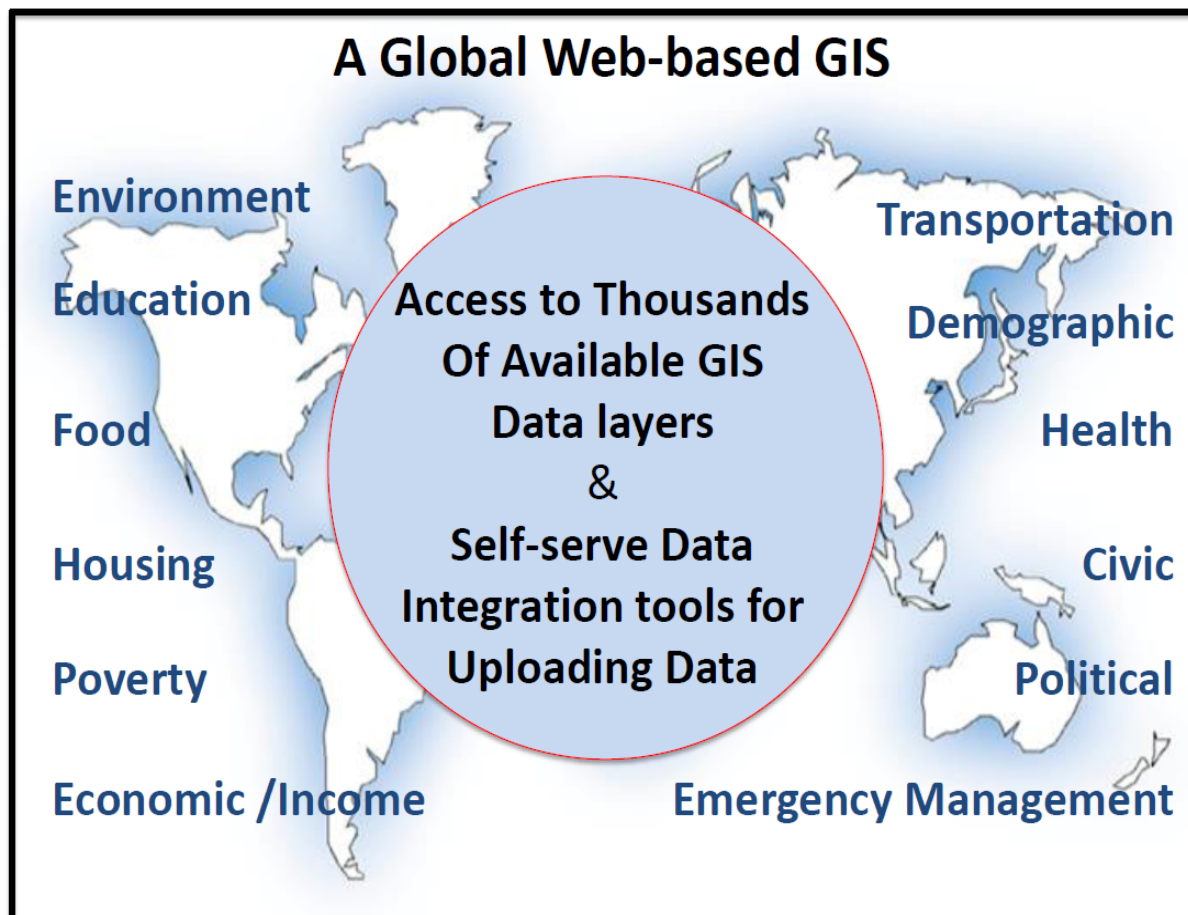 A Global Web-based GIS
Environment
Education
Food
Housing
Poverty
Economic /Income
Access to Thousands
Of Available GIS
Data layers
&
Self-serve Data
Integration tools for
Uploading Data
Transportation
Demographic
Health
Civic
Political
Emergency Management